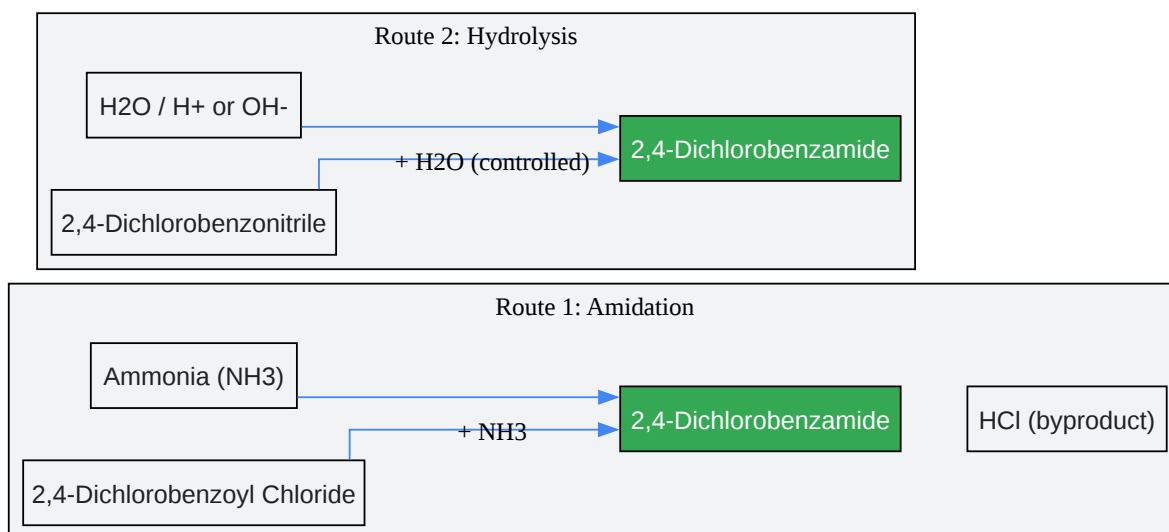 Route 2: Hydrolysis
H2O / H+ or OH-
2,4-Dichlorobenzamide
+ H2O (controlled)
2,4-Dichlorobenzonitrile
Route 1: Amidation
Ammonia (NH3)
2,4-Dichlorobenzamide
HCl (byproduct)
+ NH3
2,4-Dichlorobenzoyl Chloride